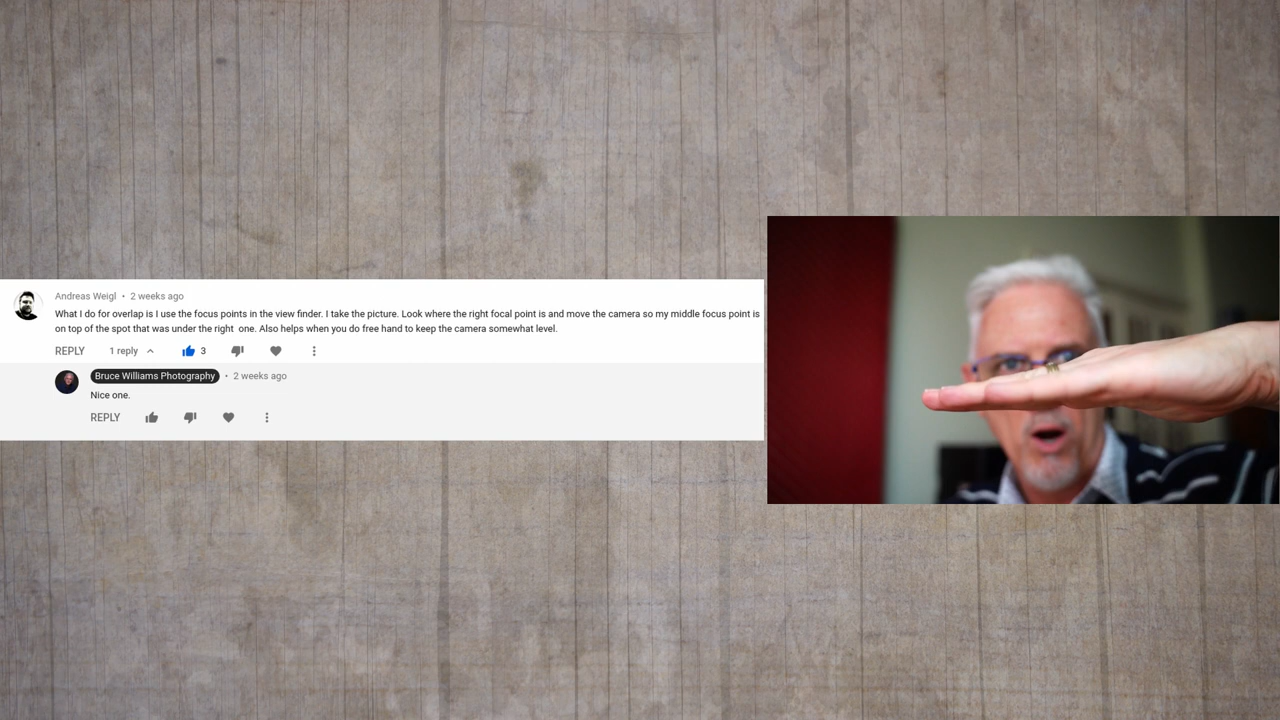 Andreas Weigl • 2 weeks ago
What I do for overlap is I use the focus points in the view finder. I take the picture. Look where the right focal point is and move the camera so my middle focus point is
on top of the spot that was under the right one. Also helps when you do free hand to keep the camera somewhat level.
REPLY 1 reply 3
Bruce Williams Photography • 2 weeks ago
Nice one.
REPLY